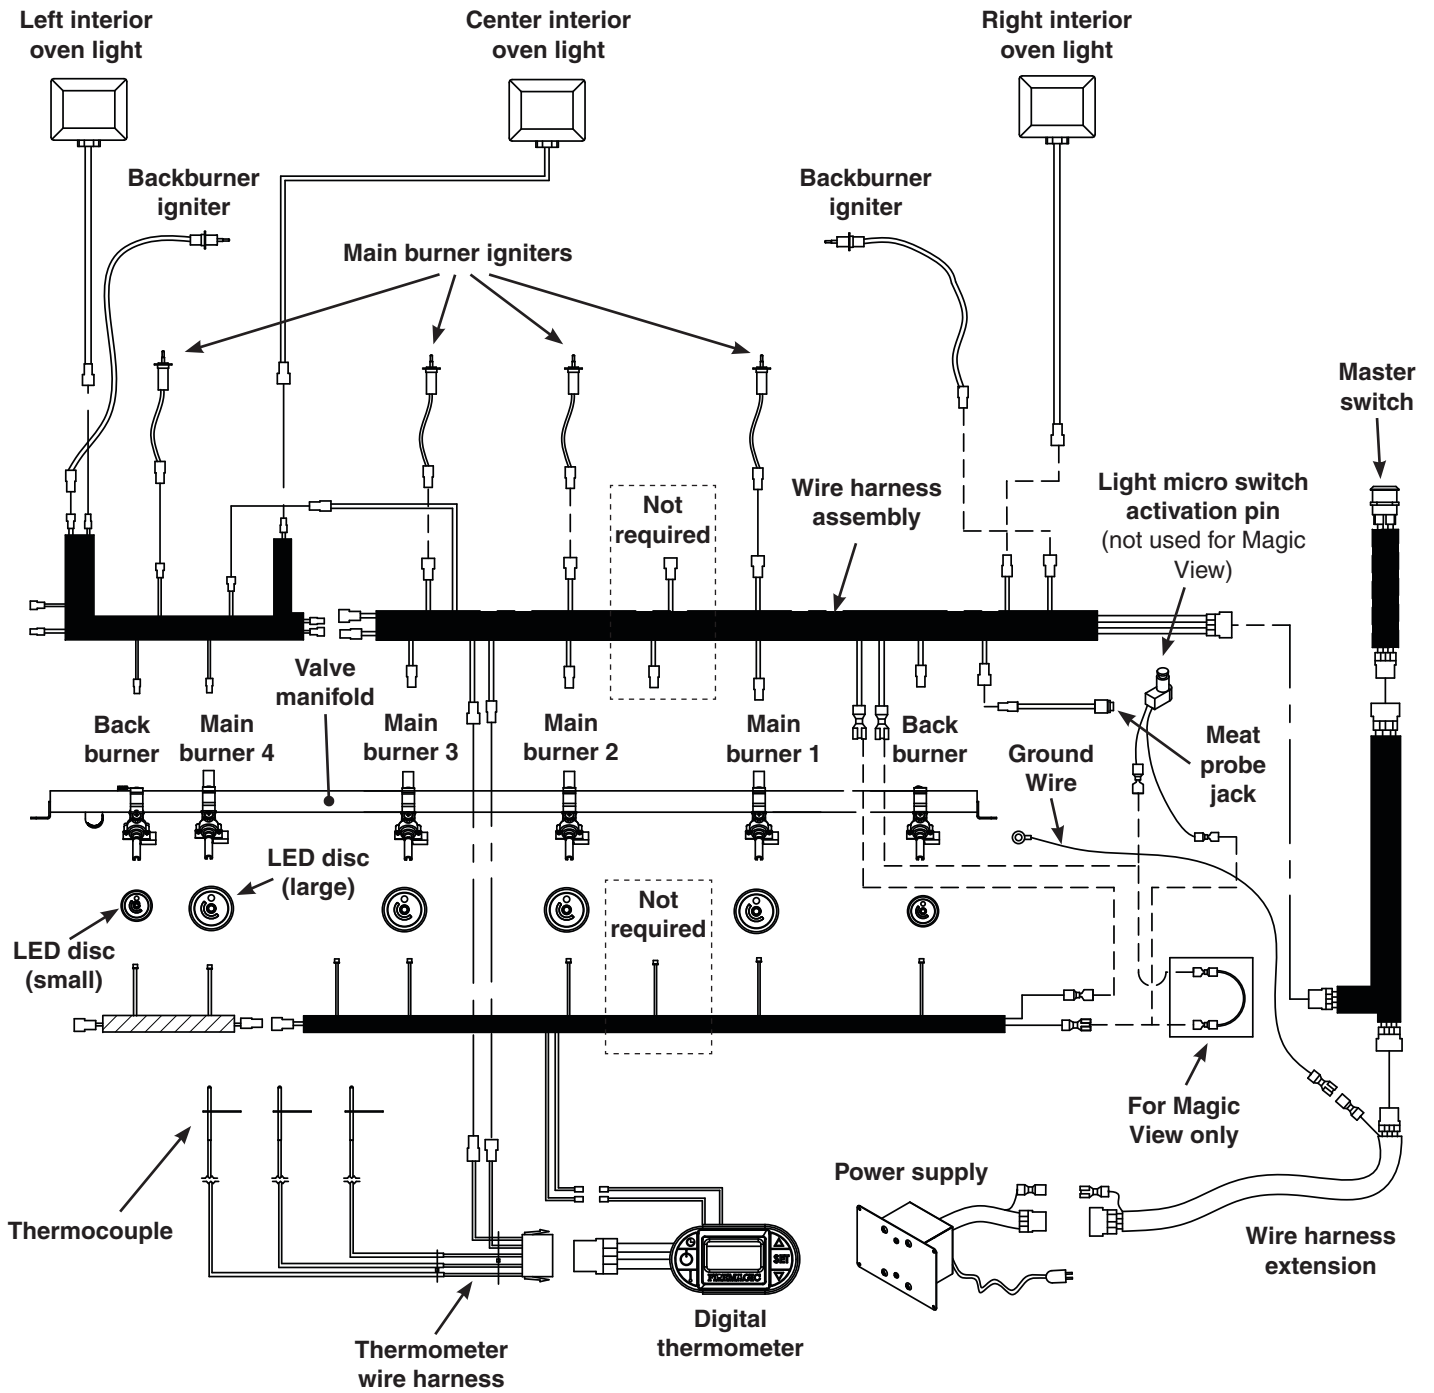 Left interior
oven light
Center interior
oven light
Right interior
oven light
Backburner
igniter
Backburner
igniter
Main burner igniters
Master
switch
Not
required
Wire harness
assembly
Light micro switch
activation pin
(not used for Magic
View)
Valve
manifold
Back
burner
Main
burner 4
Main
burner 3
Main
burner 2
Main
burner 1
Back
burner
Ground
Wire
Meat
probe
jack
LED disc
(large)
LED disc
(small)
Not
required
For Magic
View only
Power supply
Thermocouple
Wire harness
extension
SET
FIREMAGIC
Digital
thermometer
Thermometer
wire harness